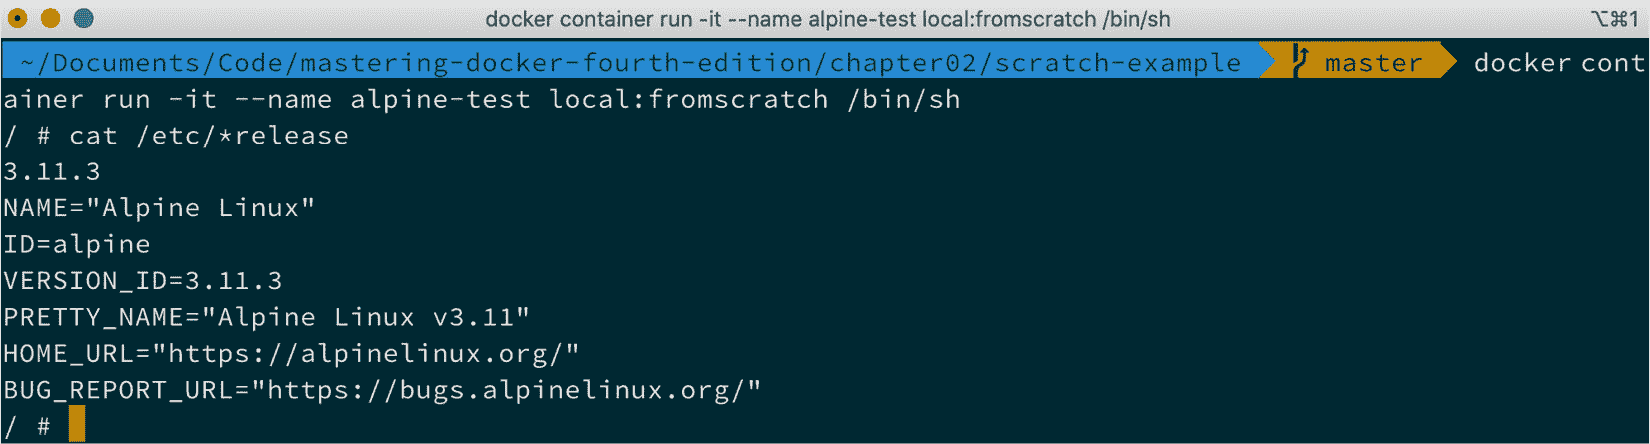 docker container run -it --name alpine-test local:fromscratch /bin/sh ⌥⌘1
~/Documents/Code/mastering-docker-fourth-edition/chapter02/scratch-example master docker cont
ainer run -it --name alpine-test local:fromscratch /bin/sh
/ # cat /etc/*release
3.11.3
NAME="Alpine Linux"
ID=alpine
VERSION_ID=3.11.3
PRETTY_NAME="Alpine Linux v3.11"
HOME_URL="https://alpinelinux.org/"
BUG_REPORT_URL="https://bugs.alpinelinux.org/"
/ #